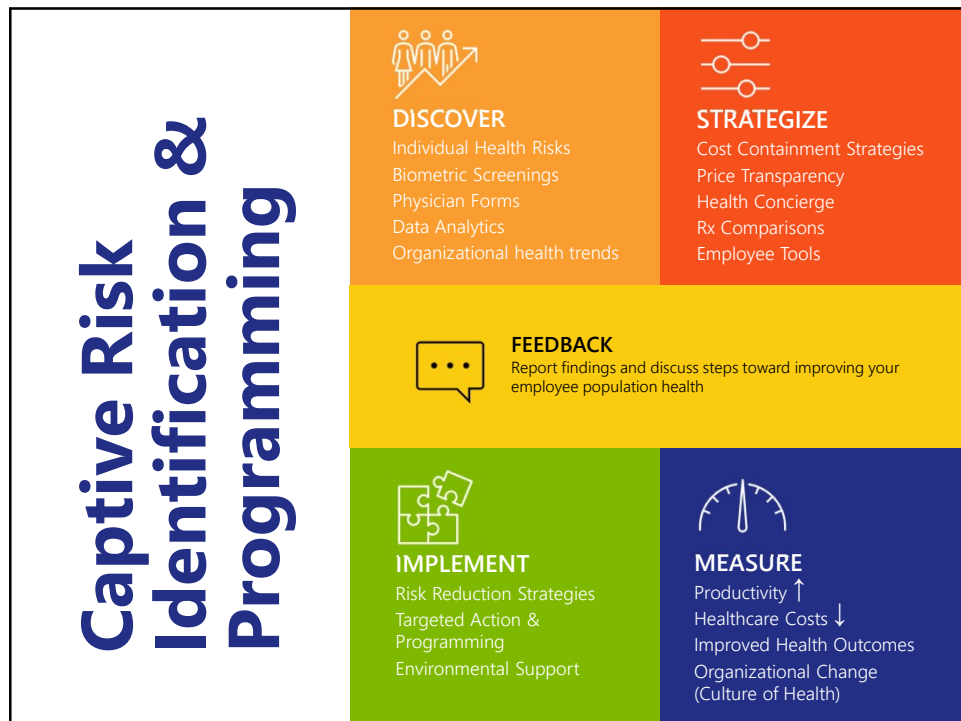 Captive Risk
Identification &
Programming
DISCOVER
Individual Health Risks
Biometric Screenings
Physician Forms
Data Analytics
Organizational health trends
STRATEGIZE
Cost Containment Strategies
Price Transparency
Health Concierge
Rx Comparisons
Employee Tools
FEEDBACK
Report findings and discuss steps toward improving your
employee population health
IMPLEMENT
Risk Reduction Strategies
Targeted Action &
Programming
Environmental Support
MEASURE
Productivity ↑
Healthcare Costs ↓
Improved Health Outcomes
Organizational Change
(Culture of Health)